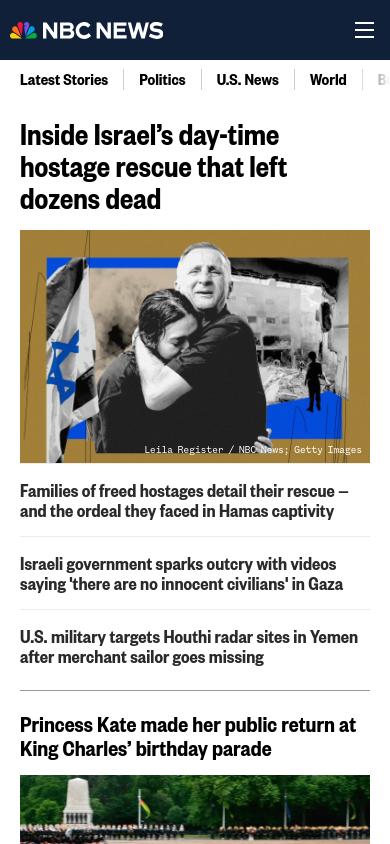 NBC NEWS
Latest Stories
Politics
U.S. News
World
Inside Israel’s day-time
hostage rescue that left
dozens dead
Leila Register / NBC News; Getty Images
Families of freed hostages detail their rescue —
and the ordeal they faced in Hamas captivity
Israeli government sparks outcry with videos
saying 'there are no innocent civilians' in Gaza
U.S. military targets Houthi radar sites in Yemen
after merchant sailor goes missing
Princess Kate made her public return at
King Charles’ birthday parade